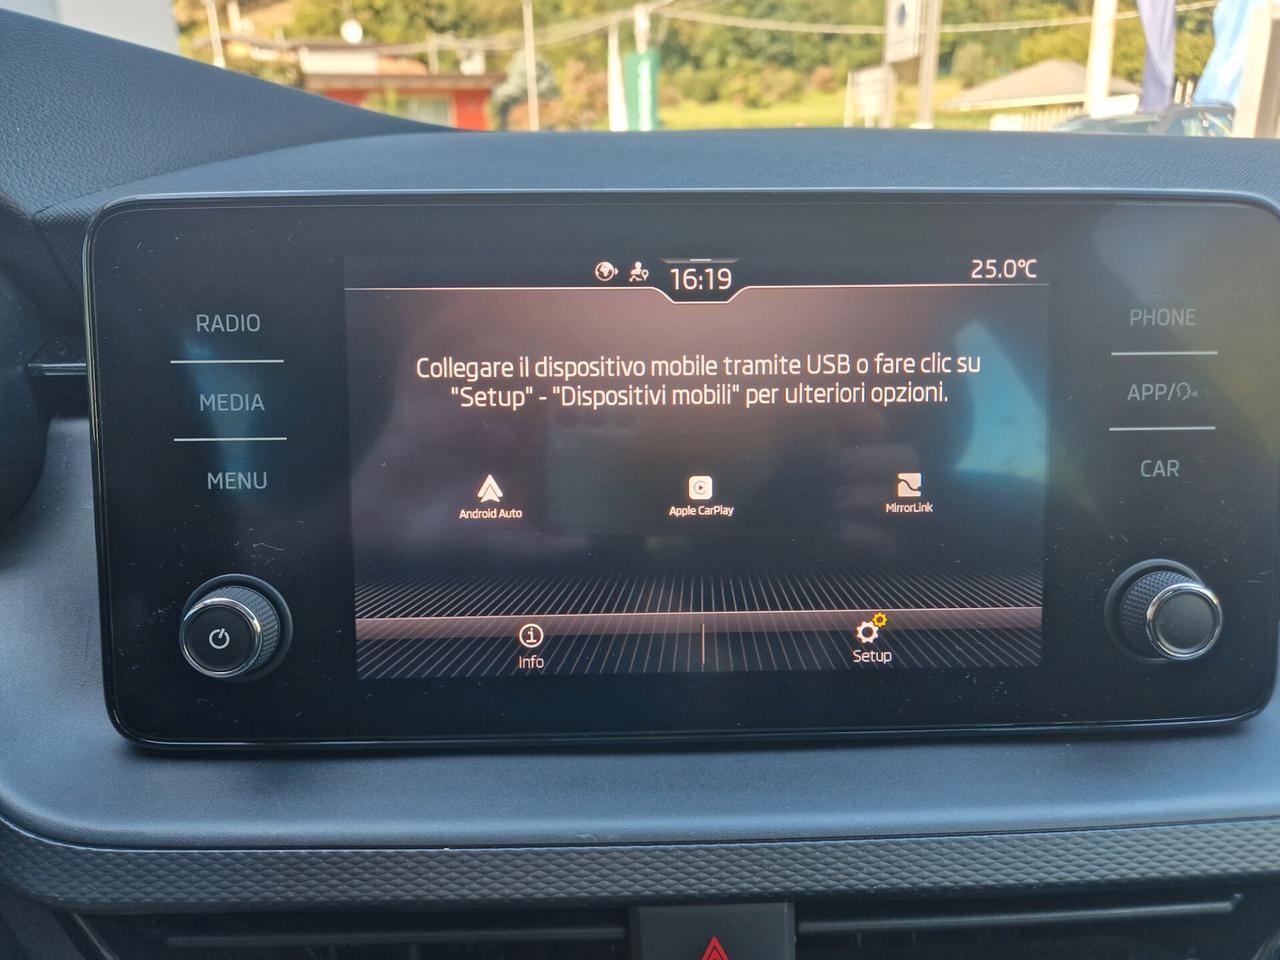 16:19
25.0°C
RADIO
MEDIA
MENU
Collegare il dispositivo mobile tramite USB o fare clic su
"Setup" - "Dispositivi mobili" per ulteriori opzioni.
Android Auto
Apple CarPlay
MirrorLink
Info
Setup
PHONE
APP/
CAR